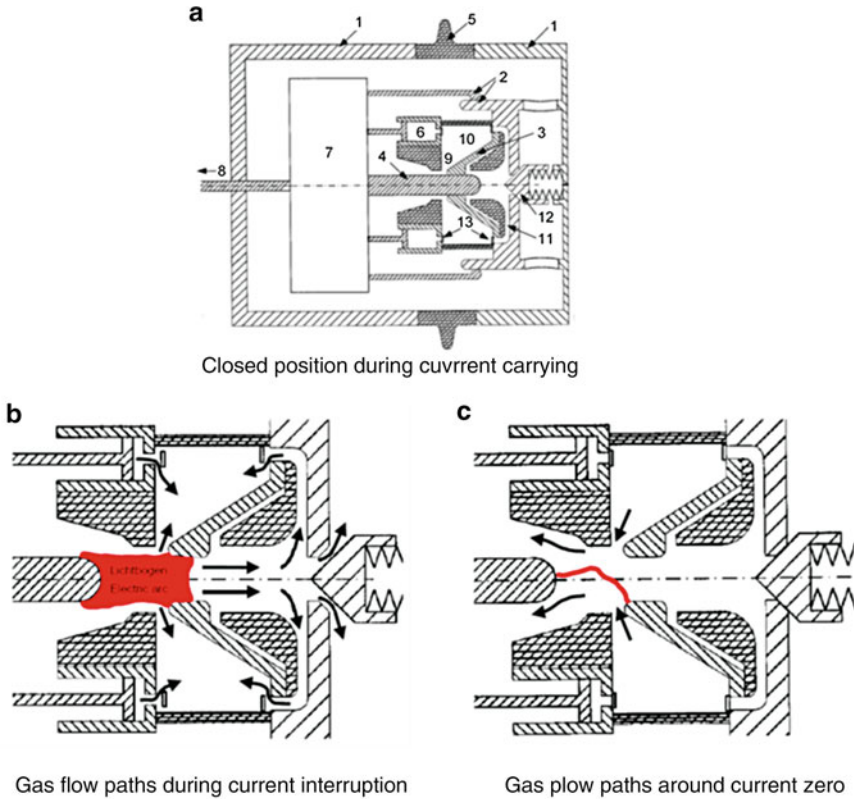 a
1
5
1
2
6
10
3
7
4
9
8
12
13
11
Closed position during cuvrrent carrying
b
c
Lichtbogen
Electric arc
Gas flow paths during current interruption
Gas plow paths around current zero